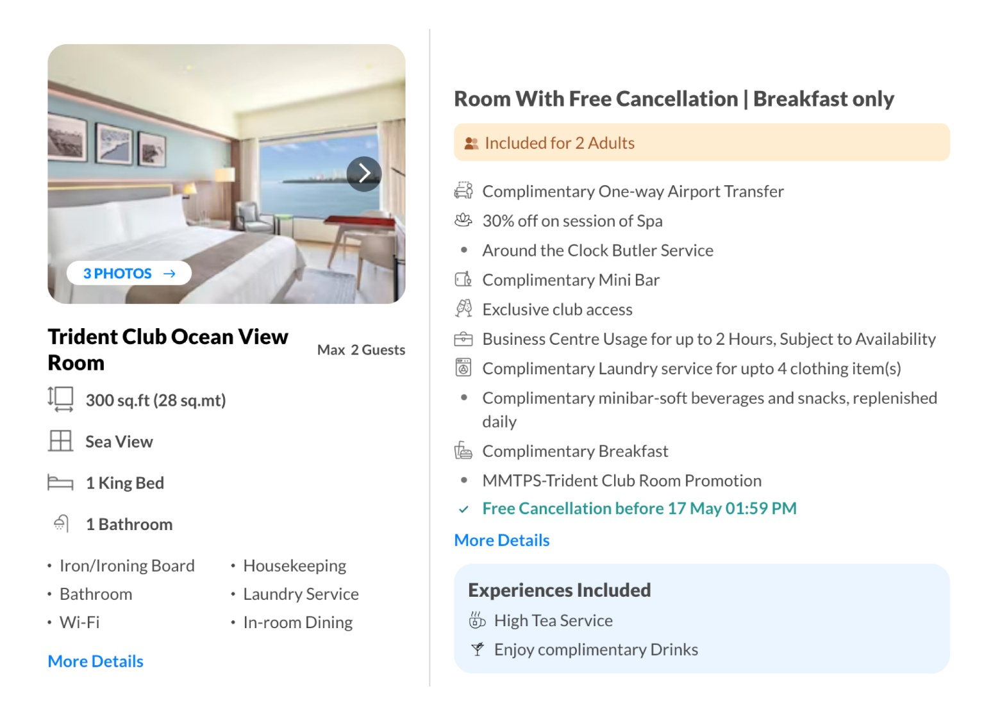 3 PHOTOS →
Trident Club Ocean View
Room
Max 2 Guests
300 sq.ft (28 sq.mt)
Sea View
1 King Bed
1 Bathroom
• Iron/Ironing Board
• Housekeeping
• Bathroom
• Laundry Service
• Wi-Fi
• In-room Dining
More Details
Room With Free Cancellation | Breakfast only
Included for 2 Adults
Complimentary One-way Airport Transfer
30% off on session of Spa
• Around the Clock Butler Service
Complimentary Mini Bar
Exclusive club access
Business Centre Usage for up to 2 Hours, Subject to Availability
Complimentary Laundry service for upto 4 clothing item(s)
• Complimentary minibar-soft beverages and snacks, replenished
daily
Complimentary Breakfast
• MMTPS-Trident Club Room Promotion
✓ Free Cancellation before 17 May 01:59 PM
More Details
Experiences Included
High Tea Service
Enjoy complimentary Drinks